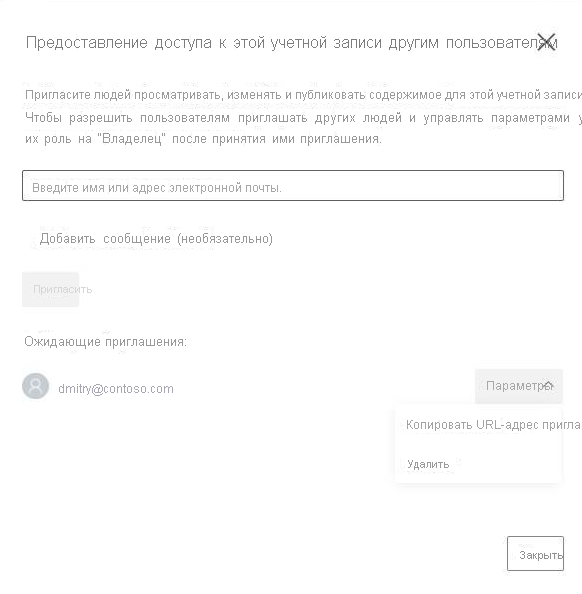 Предоставление доступа к этой учетной записи другим пользователям
Пригласите людей просматривать, изменять и публиковать содержимое для этой учетной записи
Чтобы разрешить пользователям приглашать других людей и управлять параметрами у
их роль на "Владелец" после принятия ими приглашения.
Введите имя или адрес электронной почты.
Добавить сообщение (необязательно)
Пригласить
Ожидающие приглашения:
dmitry@contoso.com
Параметры
Копировать URL-адрес пригла
Удалить
Закрыть